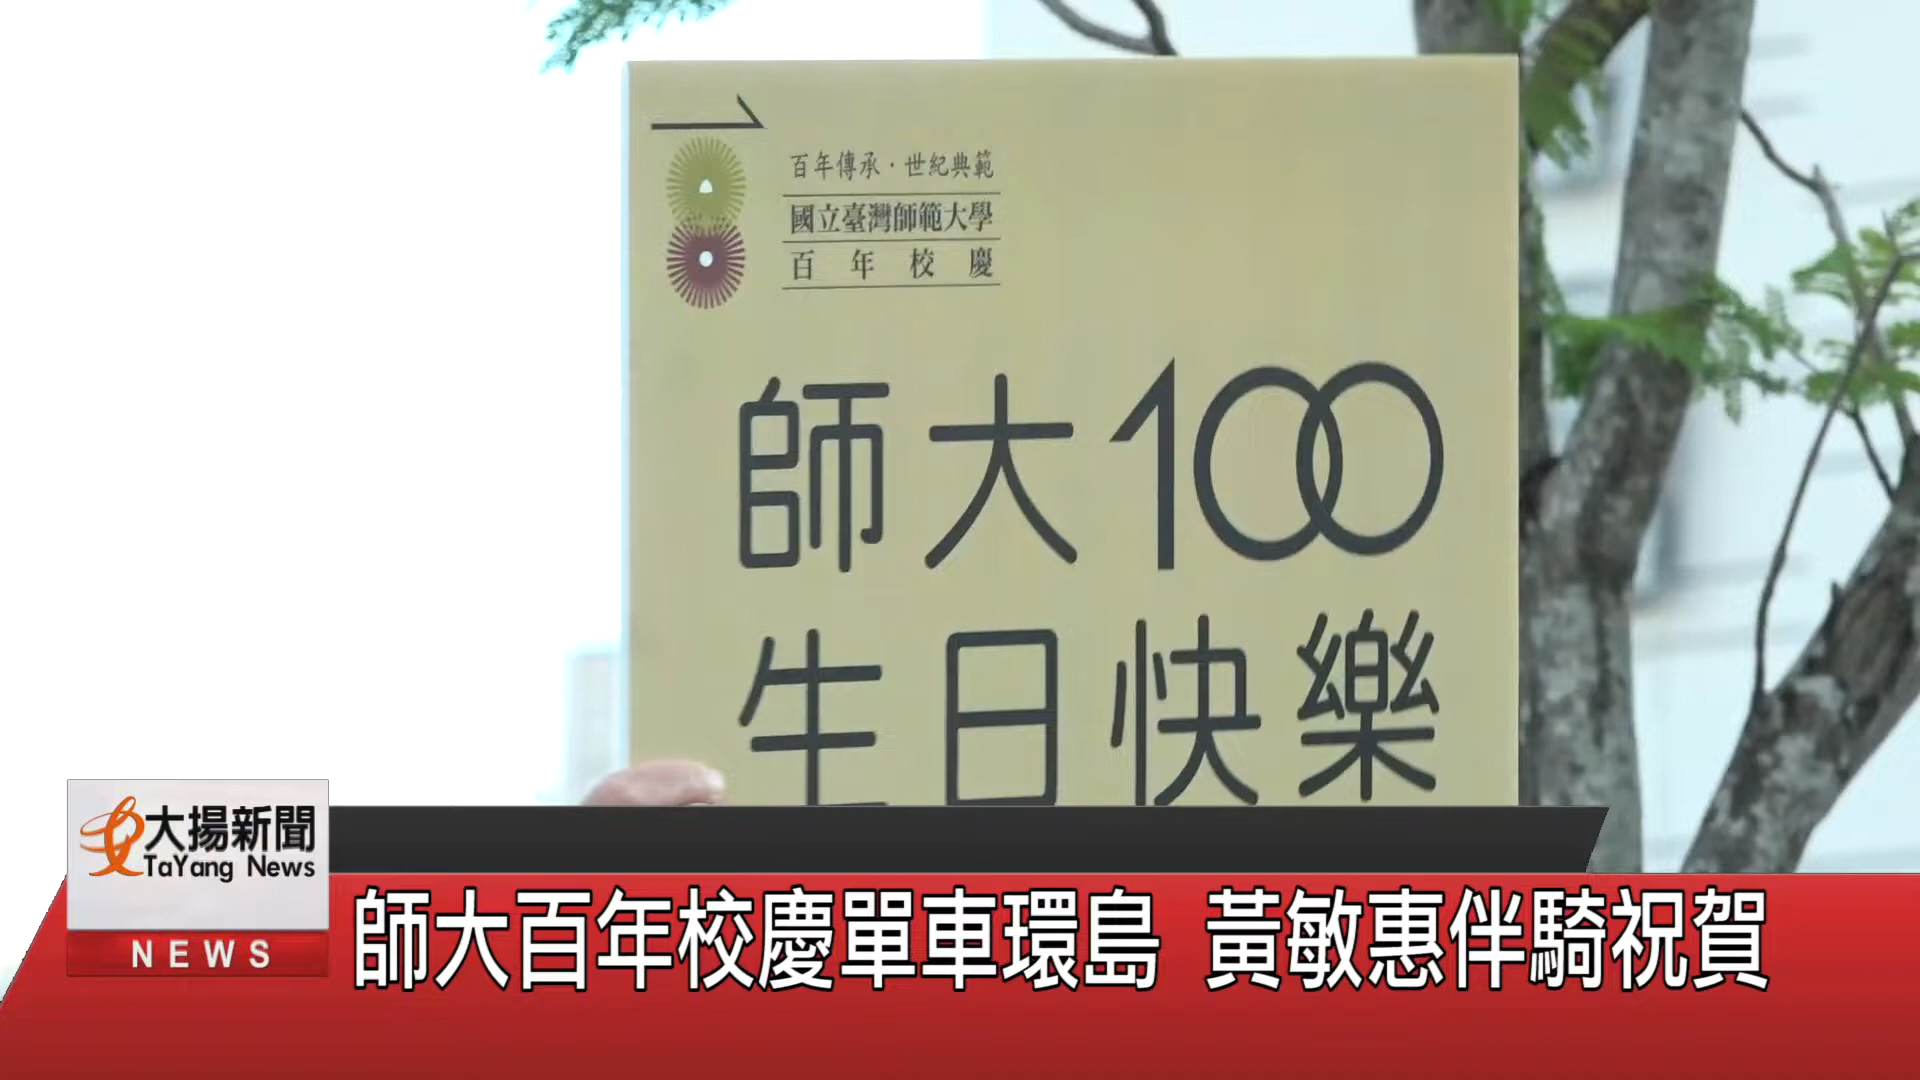 百年傳承・世紀典範
國立臺灣師範大學
百年校慶
師大100
生日快樂
大揚新聞
TaYang News
NEWS
師大百年校慶單車環島 黃敏惠伴騎祝賀